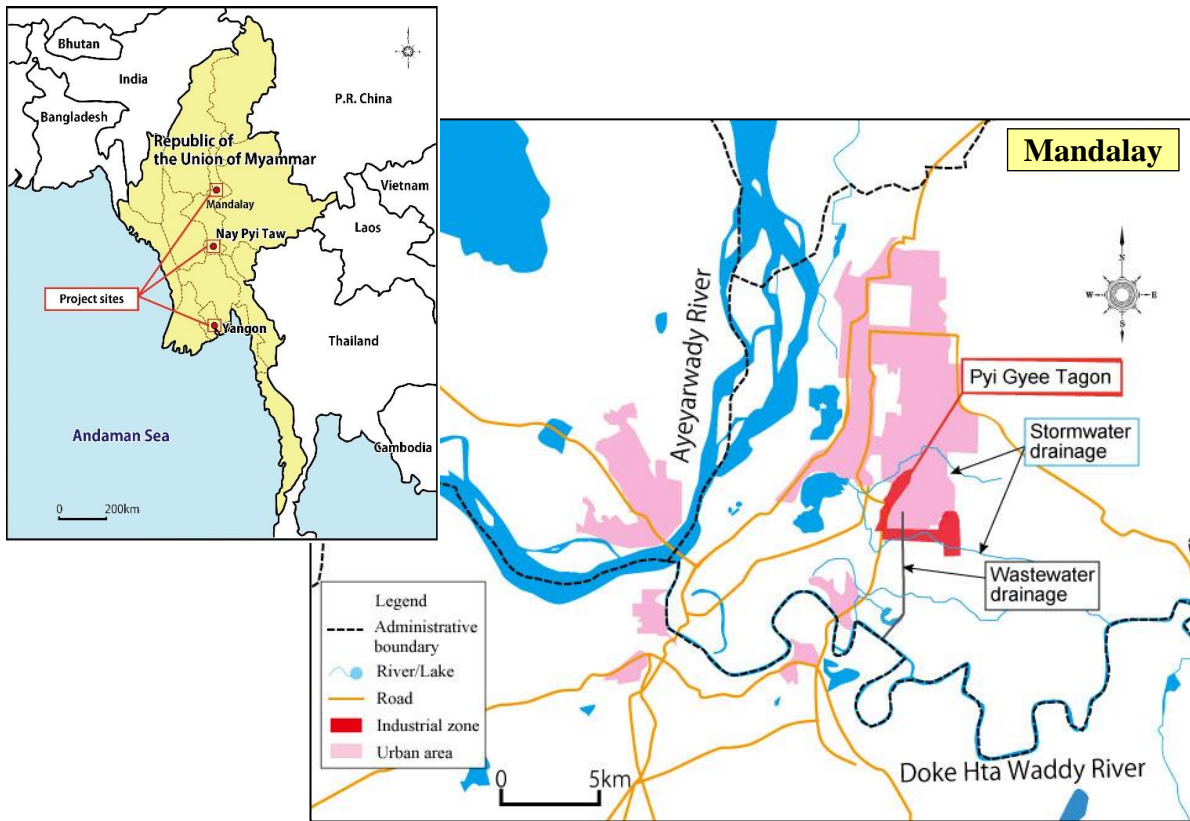 Bhutan
India
Bangladesh
P.R. China
Republic of
the Union of Myanmar
Mandalay
Nay Pyi Taw
Vietnam
Laos
Project sites
Yangon
Thailand
Andaman Sea
Cambodia
0 200km
Mandalay
N
W E
S
Ayeyarwady River
Pyi Gyee Tagon
Stormwater
drainage
Wastewater
drainage
Legend
Administrative
boundary
River/Lake
Road
Industrial zone
Urban area
0 5km
Doke Hta Waddy River